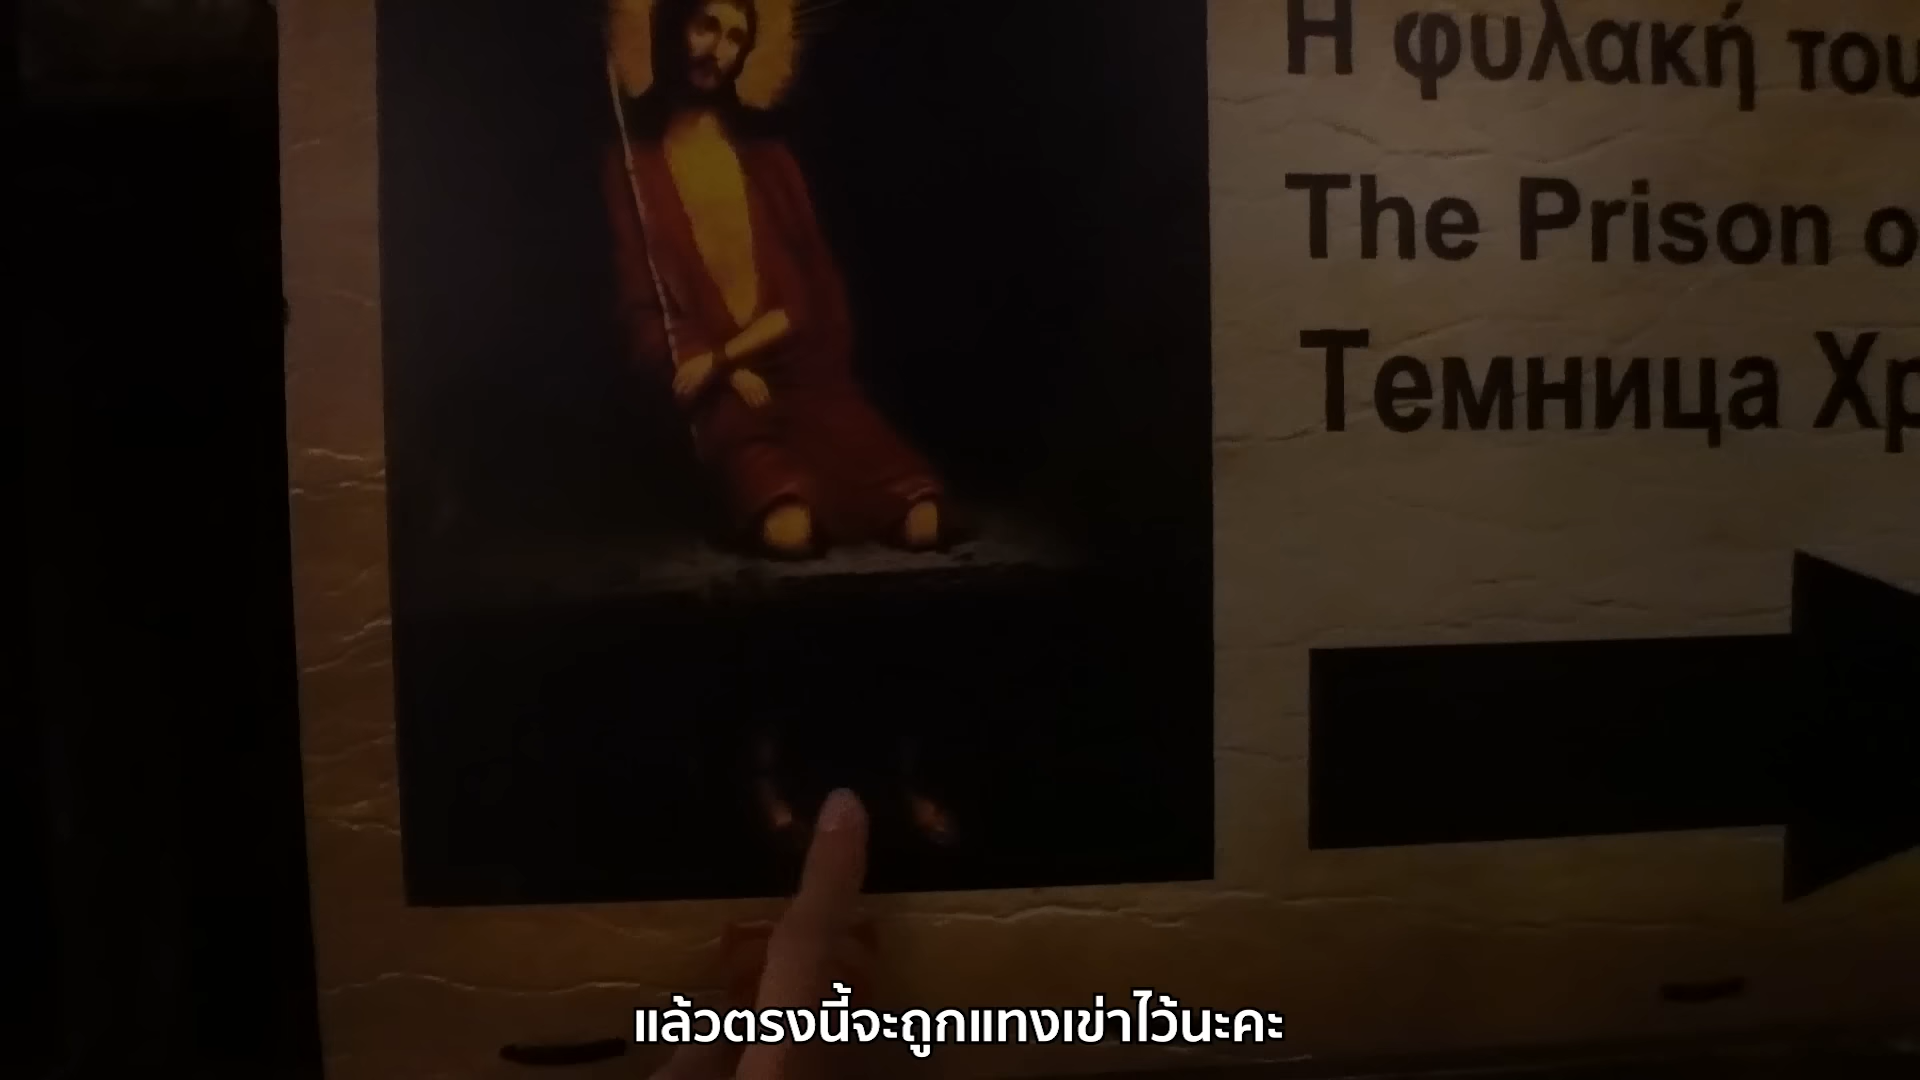 Η φυλακή του
The Prison o
Темница Хр
แล้วตรงนี้จะถูกแทงเข่าไว้นะคะ